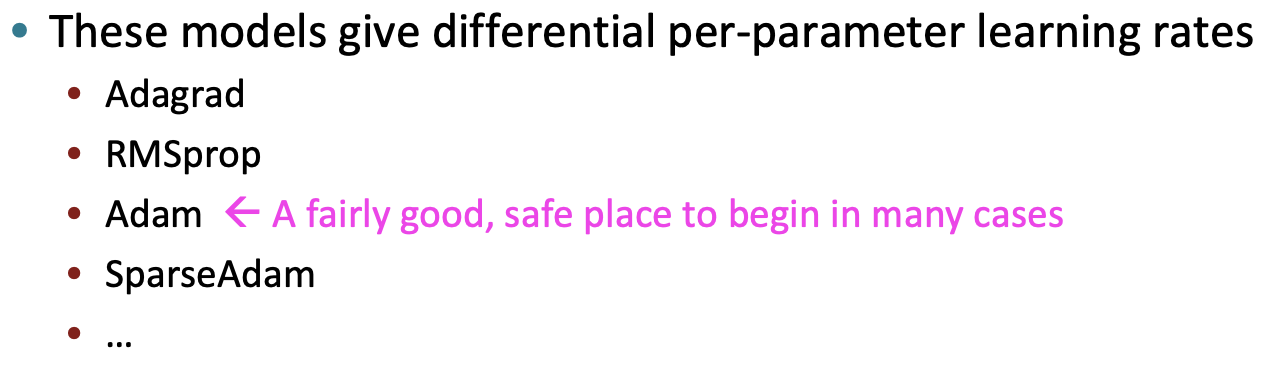 • These models give differential per-parameter learning rates
• Adagrad
• RMSprop
• Adam ← A fairly good, safe place to begin in many cases
• SparseAdam
• …